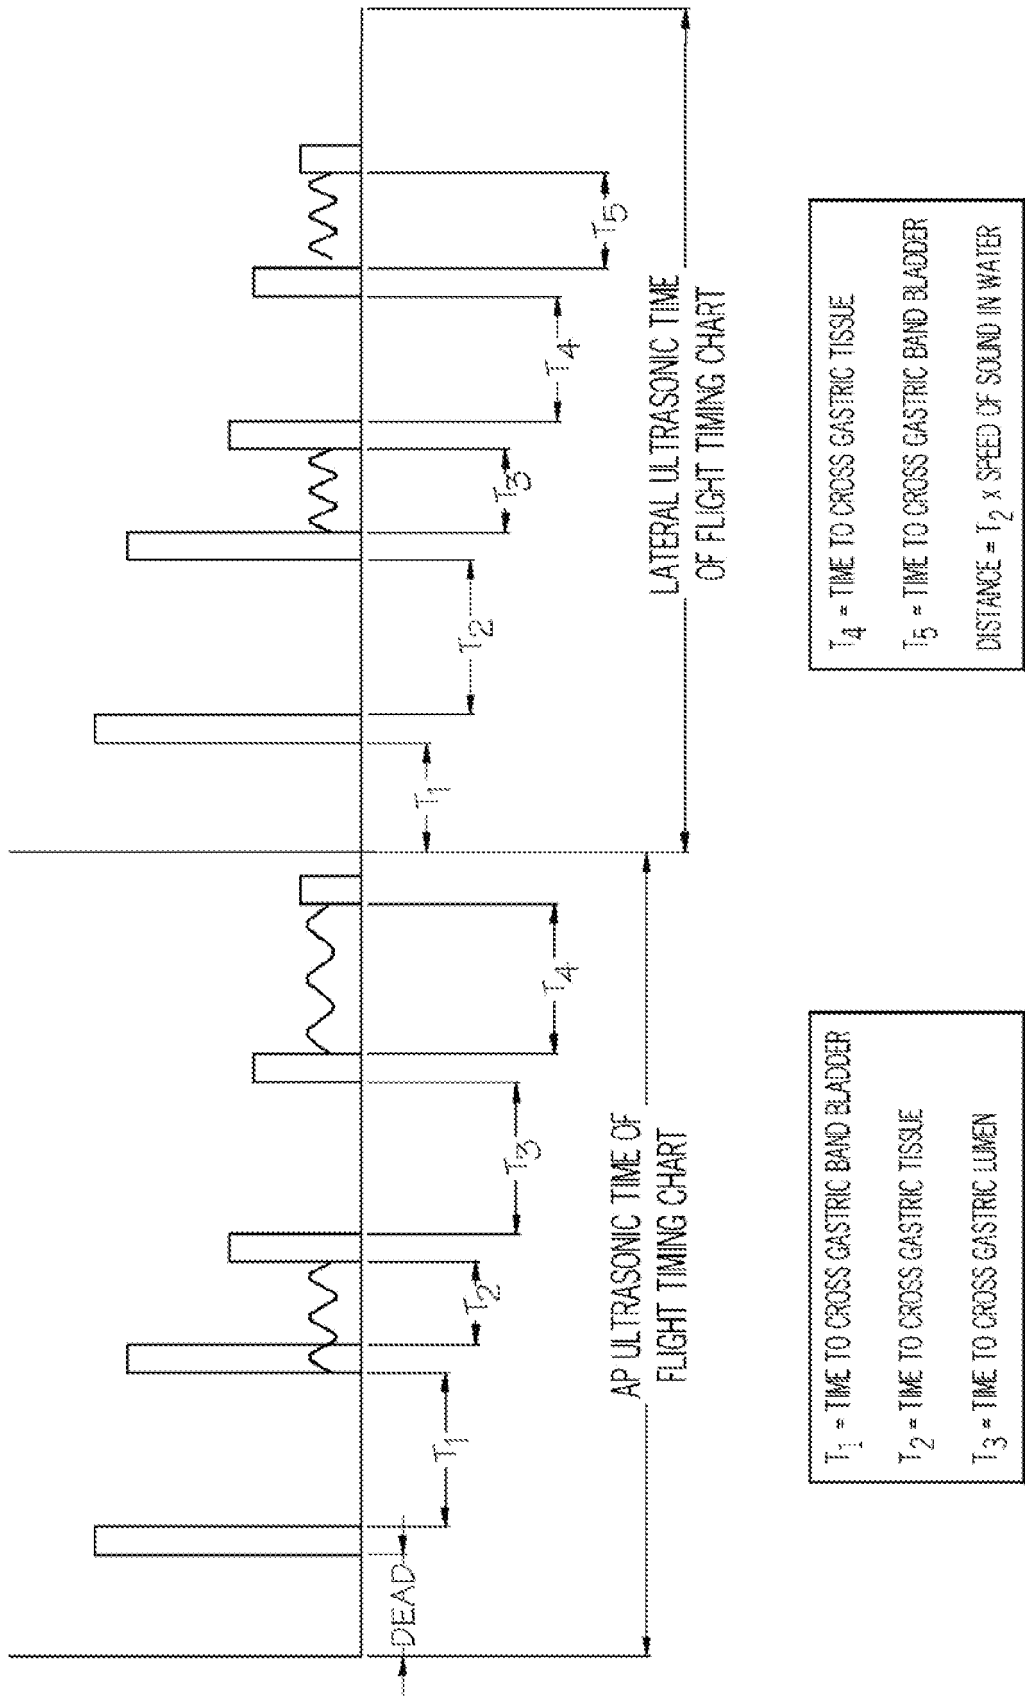 DEAD
T1
T2
T3
T4
AP ULTRASONIC TIME OF
FLIGHT TIMING CHART
T1
T2
T3
T4
T5
LATERAL ULTRASONIC TIME
OF FLIGHT TIMING CHART
T1 = TIME TO CROSS GASTRIC BAND BLADDER
T2 = TIME TO CROSS GASTRIC TISSUE
T3 = TIME TO CROSS GASTRIC LUMEN
T4 = TIME TO CROSS GASTRIC TISSUE
T5 = TIME TO CROSS GASTRIC BAND BLADDER
DISTANCE = T2 x SPEED OF SOUND IN WATER